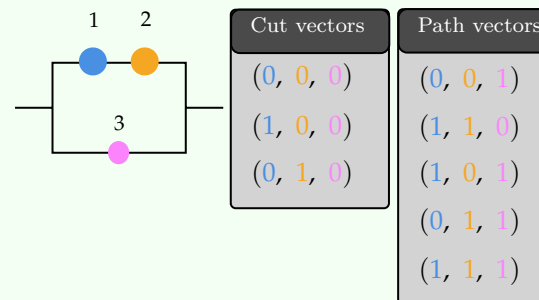 1 2
3
Cut vectors
(0, 0, 0)
(1, 0, 0)
(0, 1, 0)
Path vectors
(0, 0, 1)
(1, 1, 0)
(1, 0, 1)
(0, 1, 1)
(1, 1, 1)